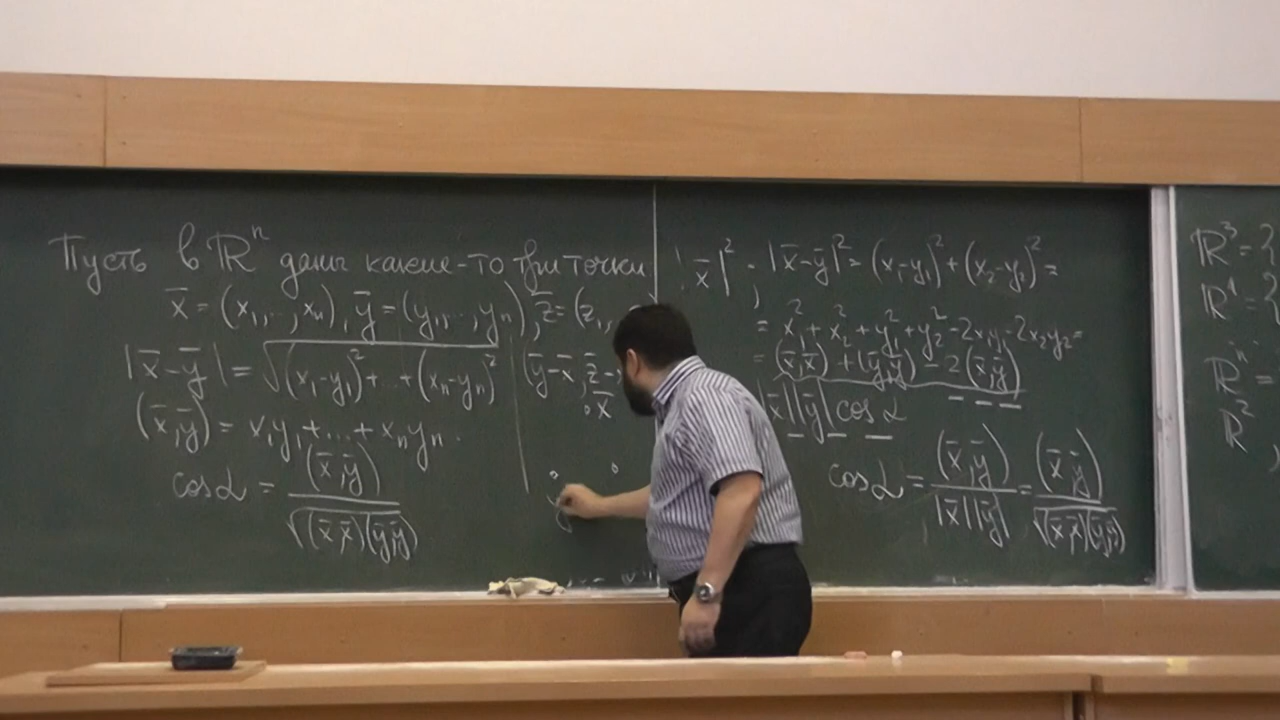 Пусть в ℝⁿ даны какие-то три точки
x̄ = (x₁, ..., xₙ), ȳ = (y₁, ..., yₙ), z̄ = (z₁,
|x̄-ȳ| = √((x₁-y₁)²+...+(xₙ-yₙ)²)
(x̄,ȳ) = x₁y₁+...+xₙyₙ.
cos α = (x̄,ȳ) / √((x̄,x̄)(ȳ,ȳ))
(ȳ-x̄, z̄-
x̄
y
|x̄|²
|x̄-ȳ|² = (x₁-y₁)²+(x₂-y₂)² =
= x₁²+x₂²+y₁²+y₂²-2x₁y₁-2x₂y₂ =
= (x̄,x̄)+(ȳ,ȳ)-2(x̄,ȳ)
|x̄||ȳ|cos α
cos α = (x̄,ȳ) / |x̄||ȳ| = (x̄,ȳ) / √((x̄,x̄)(ȳ,ȳ))
ℝ³ = {
ℝ⁴ = {
ℝⁿ =
ℝ²